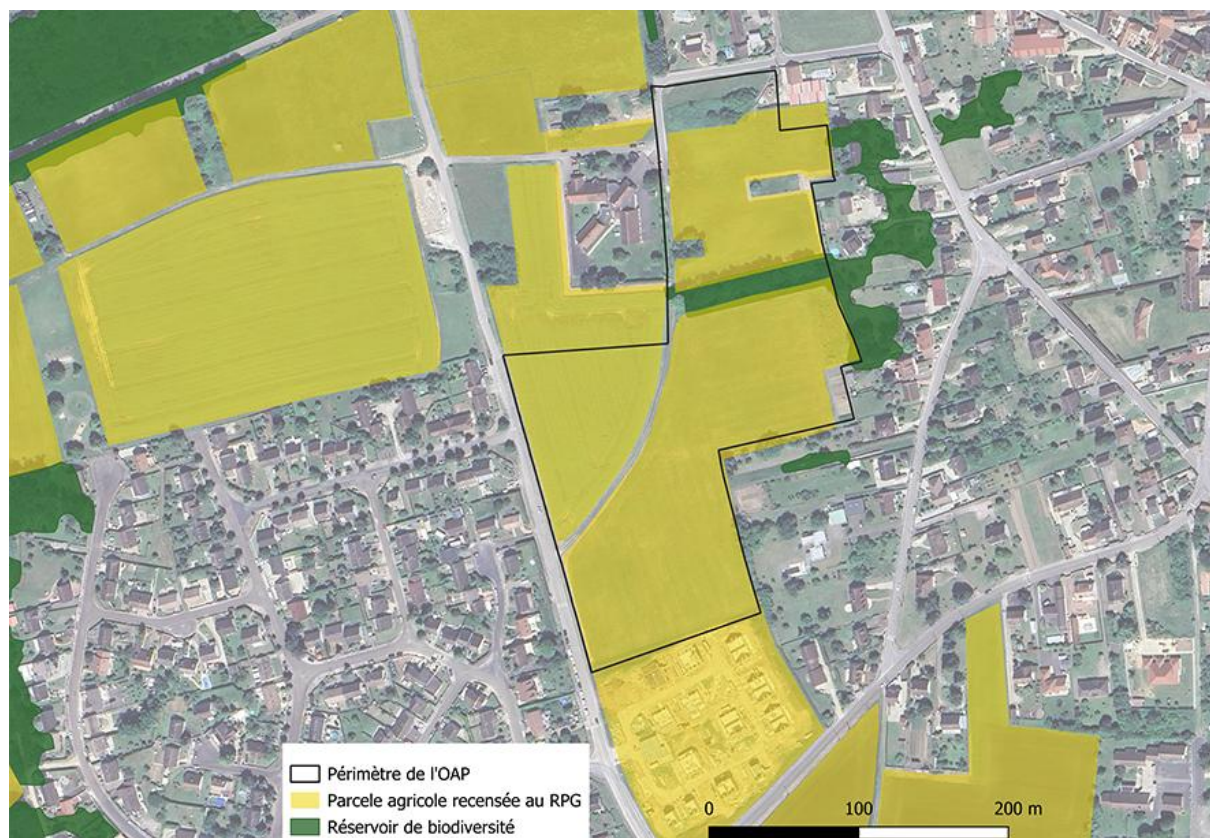 Périmètre de l'OAP
Parcele agricole recensée au RPG
Réservoir de biodiversité
0 100 200 m